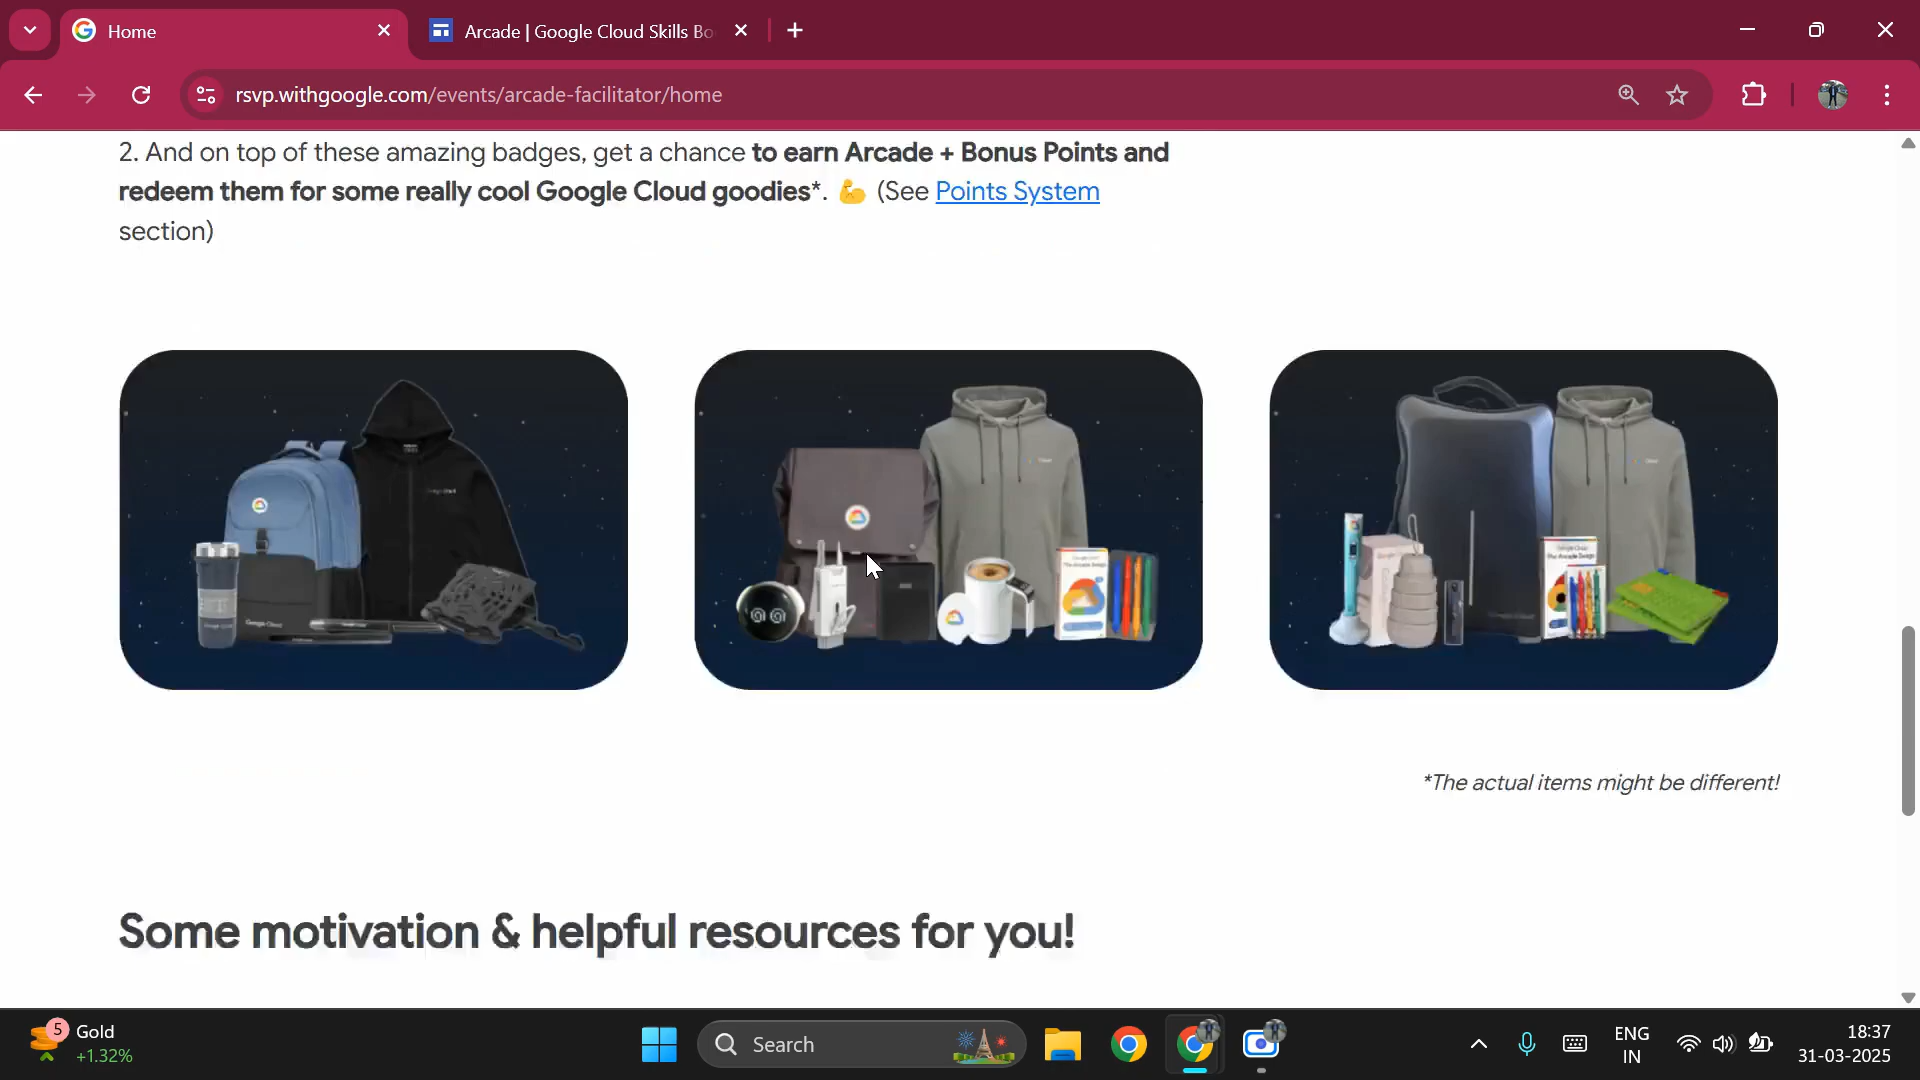 Home
Arcade | Google Cloud Skills Bo
rsvp.withgoogle.com/events/arcade-facilitator/home
2. And on top of these amazing badges, get a chance to earn Arcade + Bonus Points and
redeem them for some really cool Google Cloud goodies*. 💪 (See Points System
section)
*The actual items might be different!
Some motivation & helpful resources for you!
5
Gold
+1.32%
Search
ENG
IN
18:37
31-03-2025